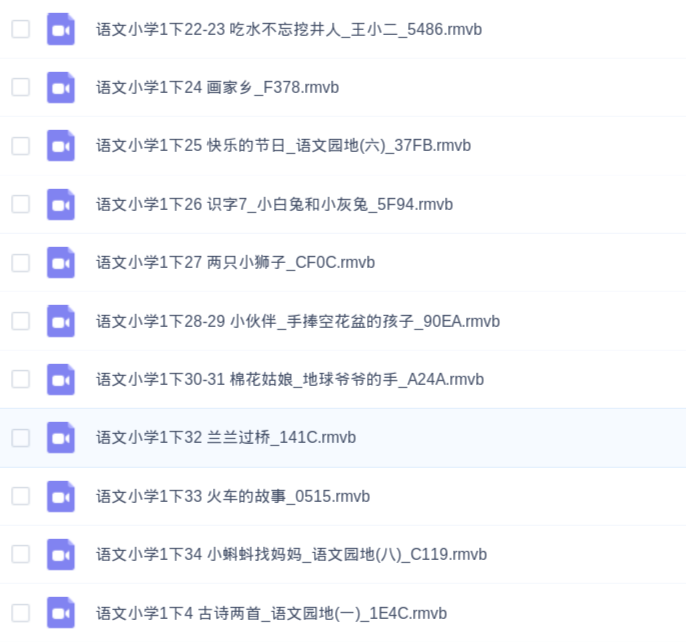 语文小学1下22-23 吃水不忘挖井人_王小二_5486.rmvb
语文小学1下24 画家乡_F378.rmvb
语文小学1下25 快乐的节日_语文园地(六)_37FB.rmvb
语文小学1下26 识字7_小白兔和小灰兔_5F94.rmvb
语文小学1下27 两只小狮子_CF0C.rmvb
语文小学1下28-29 小伙伴_手捧空花盆的孩子_90EA.rmvb
语文小学1下30-31 棉花姑娘_地球爷爷的手_A24A.rmvb
语文小学1下32 兰兰过桥_141C.rmvb
语文小学1下33 火车的故事_0515.rmvb
语文小学1下34 小蝌蚪找妈妈_语文园地(八)_C119.rmvb
语文小学1下4 古诗两首_语文园地(一)_1E4C.rmvb